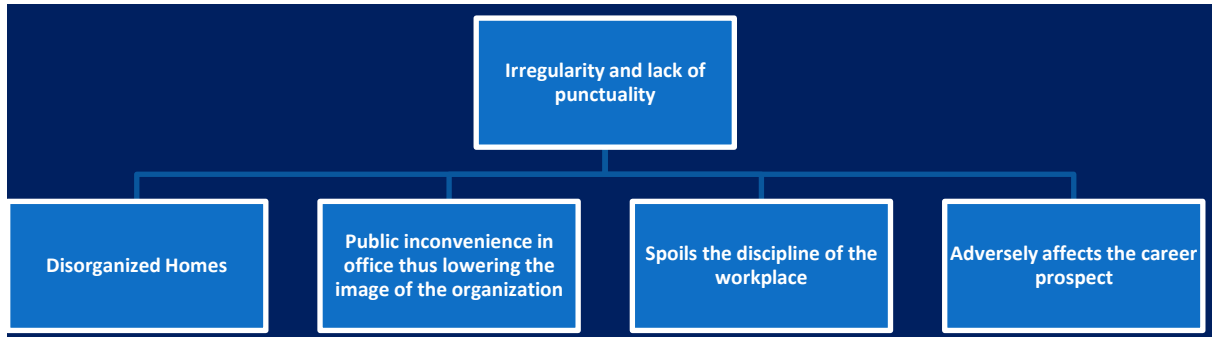 Irregularity and lack of
punctuality
Disorganized Homes
Public inconvenience in
office thus lowering the
image of the organization
Spoils the discipline of the
workplace
Adversely affects the career
prospect